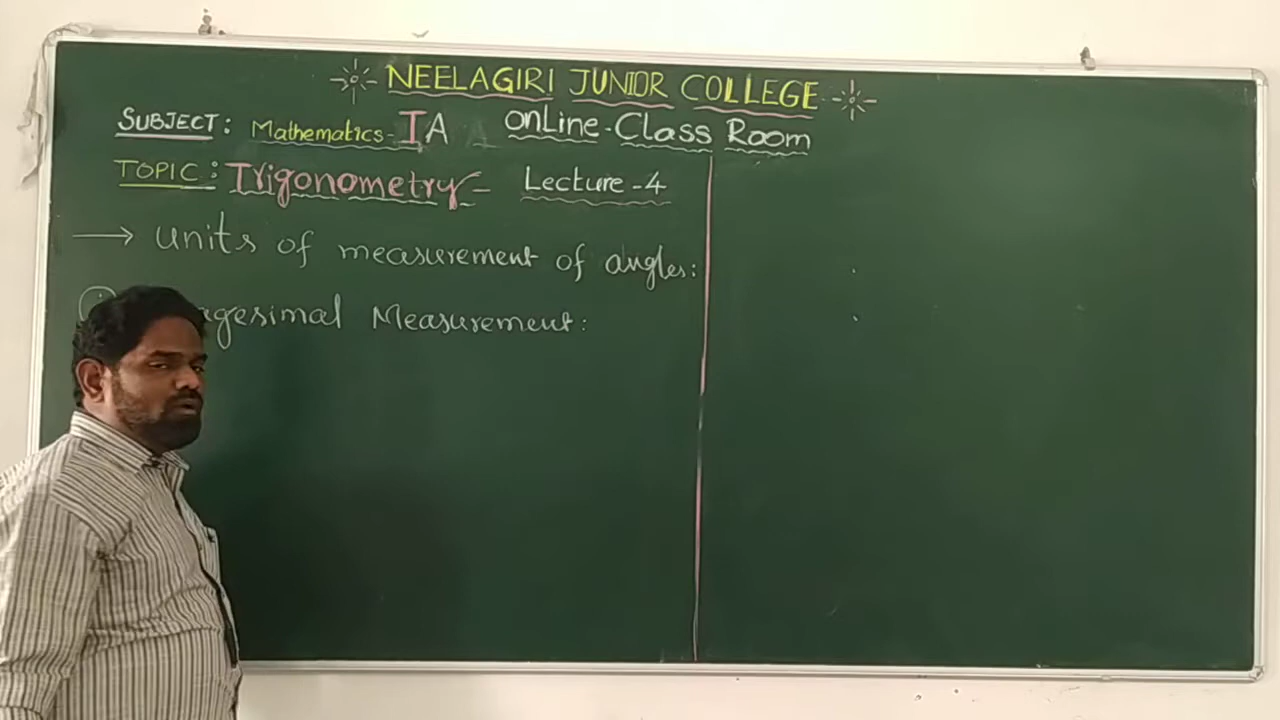 NEELAGIRI JUNIOR COLLEGE
SUBJECT: Mathematics-IA onLine-Class Room
TOPIC: Trigonometry- Lecture-4
→ units of measurement of angles:
agesimal Measurement: